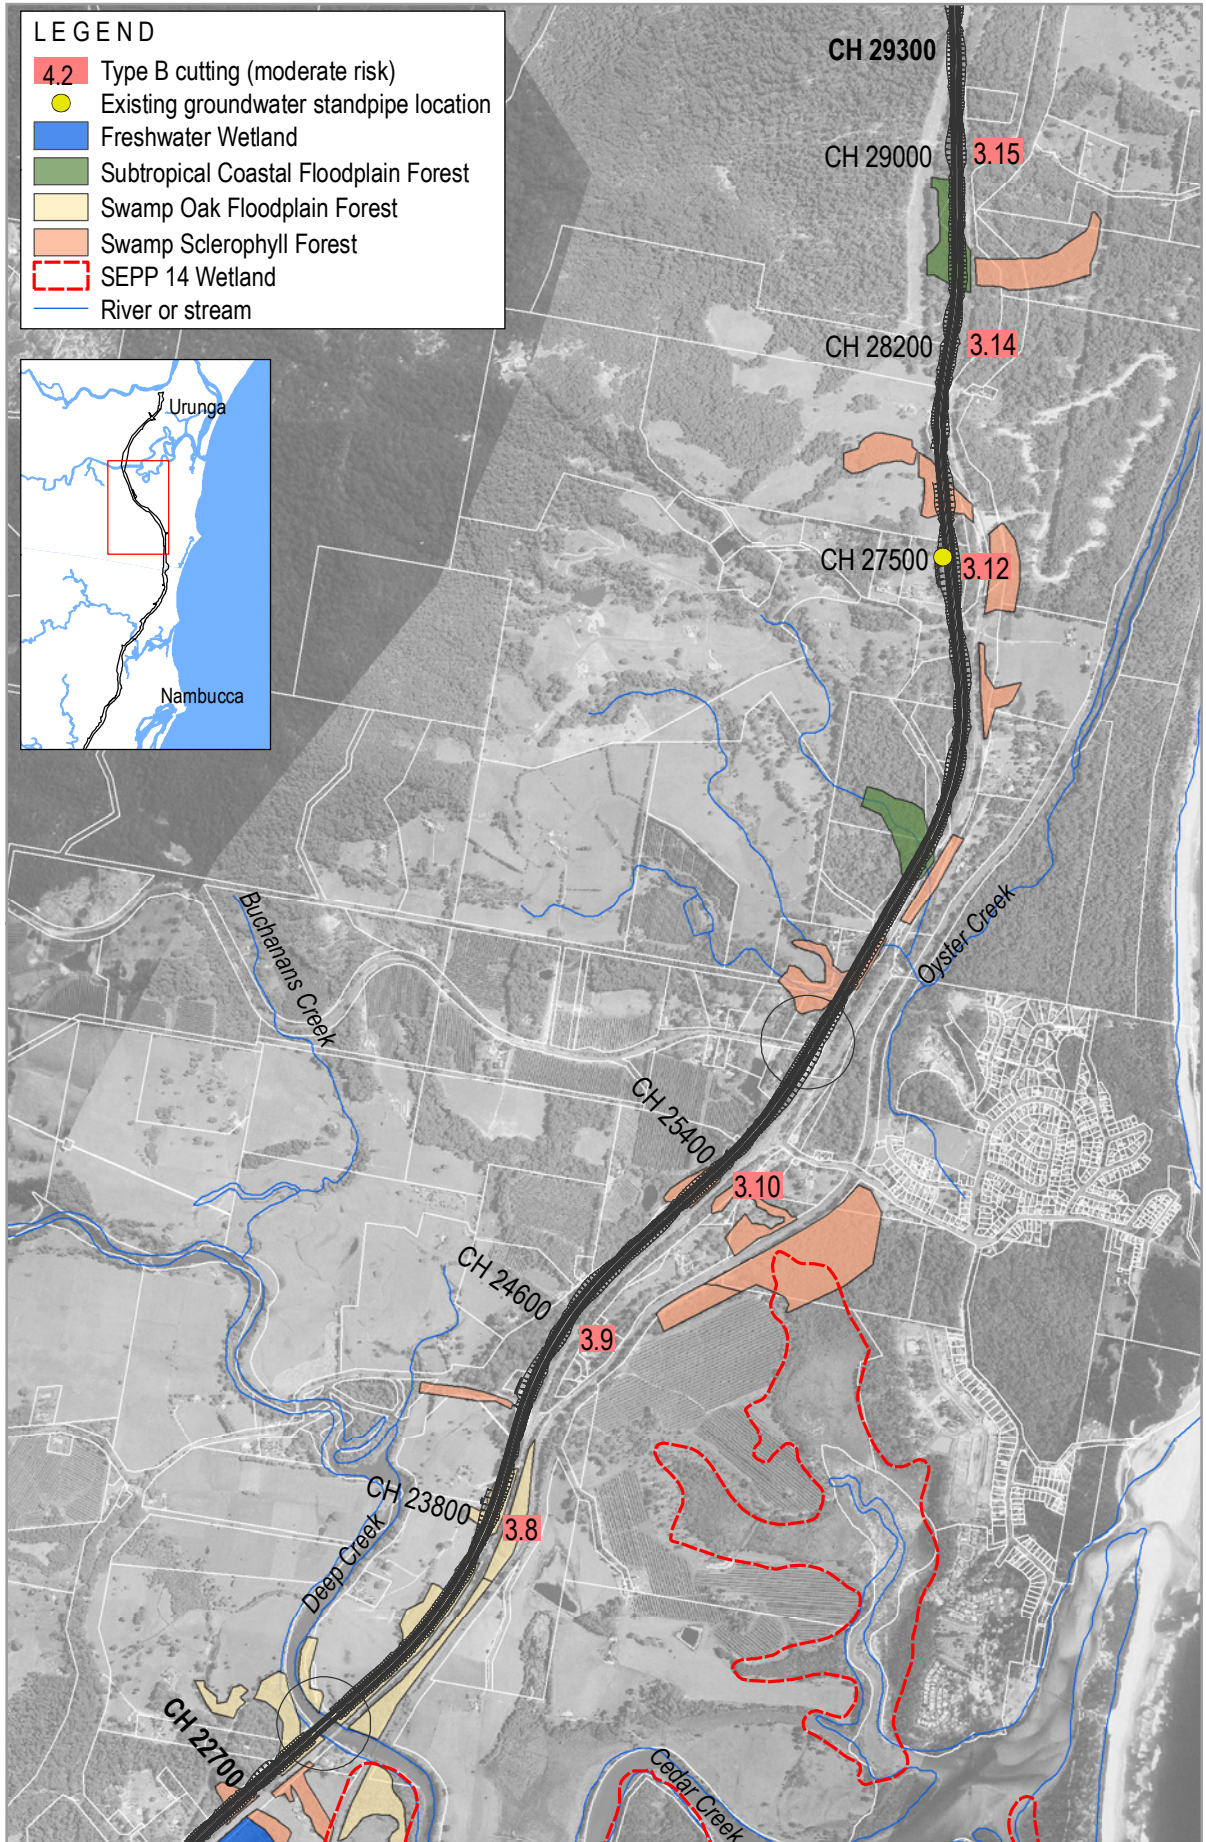 LEGEND
4.2 Type B cutting (moderate risk)
Existing groundwater standpipe location
Freshwater Wetland
Subtropical Coastal Floodplain Forest
Swamp Oak Floodplain Forest
Swamp Sclerophyll Forest
SEPP 14 Wetland
River or stream
Urunga
Nambucca
CH 29300
CH 29000
3.15
CH 28200
3.14
CH 27500
3.12
Buchanans Creek
Oyster Creek
CH 25400
3.10
CH 24600
3.9
CH 23800
3.8
Deep Creek
CH 22700
Cedar Creek